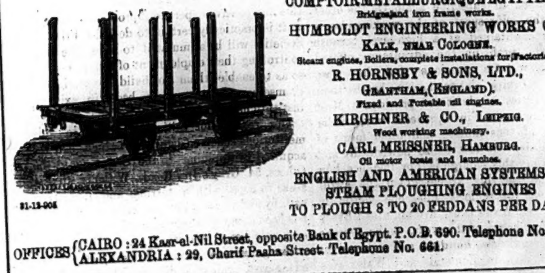 COMPTOIR METALLURGIQUE
Bridges and iron frame works.
HUMBOLDT ENGINEERING WORKS
KALK, NEAR COLOGNE.
Steam engines, Boilers, complete installations for
R. HORNSBY & SONS, LTD.,
GRANTHAM, (ENGLAND).
Fixed and Portable oil engines.
KIRCHNER & CO., LEIPZIG.
Wood working machinery.
CARL MEISSNER, HAMBURG.
Oil motor boats and launches.
ENGLISH AND AMERICAN SYSTEMS
STEAM PLOUGHING ENGINES
TO PLOUGH 8 TO 20 FEDDANS PER
31-12-905
OFFICES { CAIRO : 24 Kasr-el-Nil Street, opposite Bank of Egypt. P.O.B. 690. Telephone No
ALEXANDRIA : 29, Cherif Pasha Street Telephone No. 661.